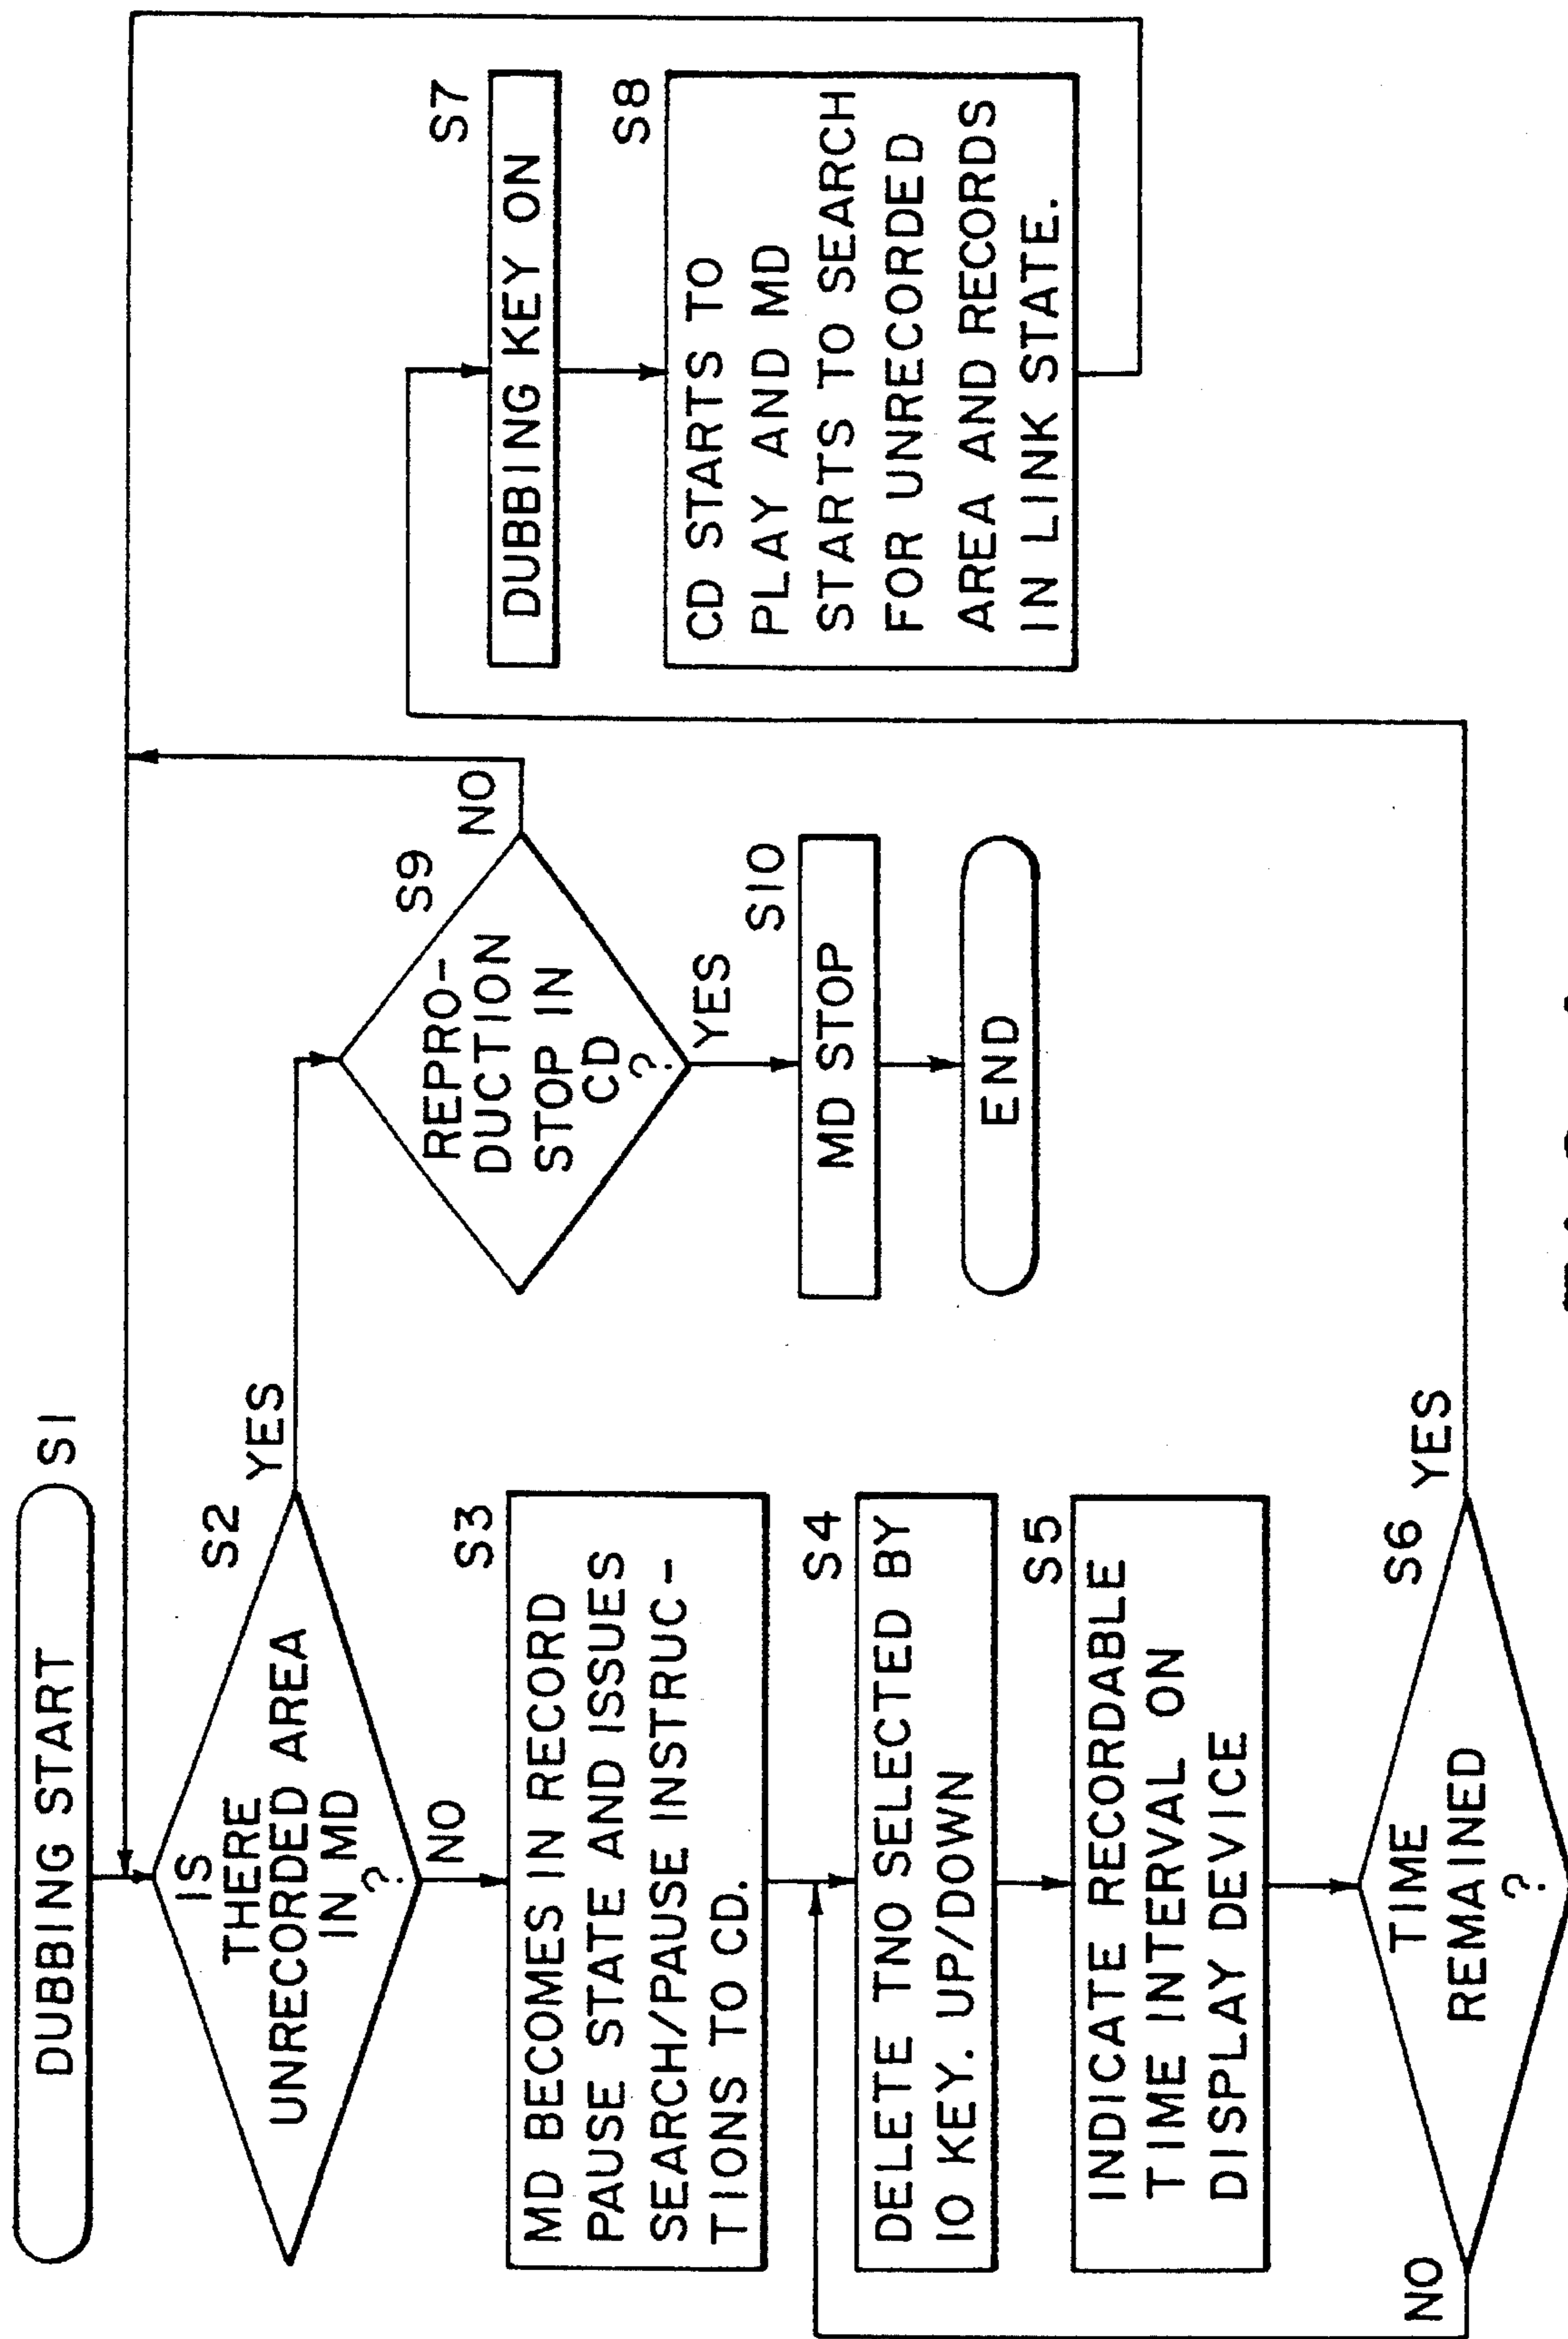 DUBBING START
S1
IS
THERE
UNRECORDED AREA
IN MD
?
S2
YES
NO
MD BECOMES IN RECORD
PAUSE STATE AND ISSUES
SEARCH/PAUSE INSTRUC-
TIONS TO CD.
S3
DELETE TNO SELECTED BY
10 KEY. UP/DOWN
S4
INDICATE RECORDABLE
TIME INTERVAL ON
DISPLAY DEVICE
S5
TIME
REMAINED
?
S6
NO
YES
REPRO-
DUCTION
STOP IN
CD
?
S9
NO
YES
MD STOP
S10
END
DUBBING KEY ON
S7
CD STARTS TO
PLAY AND MD
STARTS TO SEARCH
FOR UNRECORDED
AREA AND RECORDS
IN LINK STATE.
S8